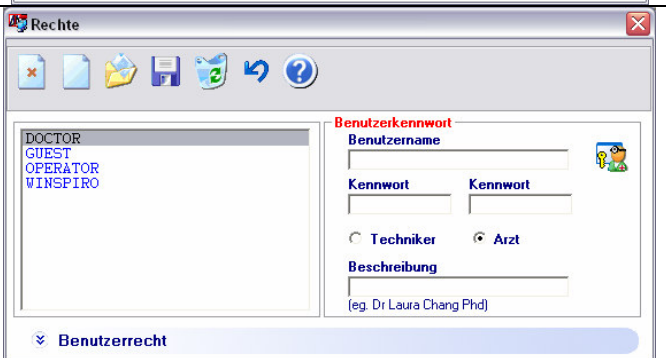 Rechte
DOCTOR
GUEST
OPERATOR
WINSPIRO
Benutzerkennwort
Benutzername
Kennwort Kennwort
Techniker Arzt
Beschreibung
(eg. Dr Laura Chang Phd)
Benutzerrecht